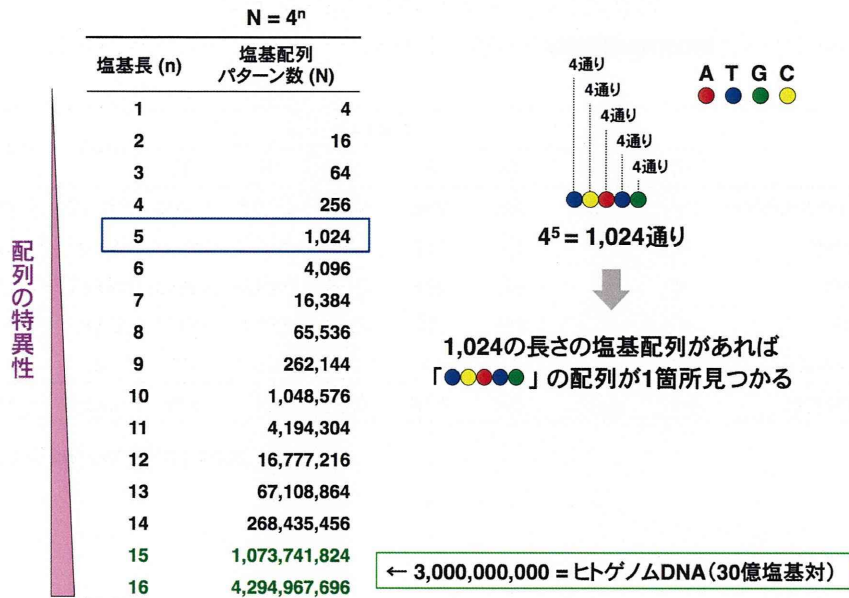 N = 4ⁿ
塩基長 (n) 塩基配列
パターン数 (N)
1 4
2 16
3 64
4 256
5 1,024
6 4,096
7 16,384
8 65,536
9 262,144
10 1,048,576
11 4,194,304
12 16,777,216
13 67,108,864
14 268,435,456
15 1,073,741,824
16 4,294,967,696
配列の特異性
A T G C
4通り
4通り
4通り
4通り
4通り
4⁵ = 1,024通り
1,024の長さの塩基配列があれば
「 」の配列が1箇所見つかる
← 3,000,000,000 = ヒトゲノムDNA(30億塩基対)